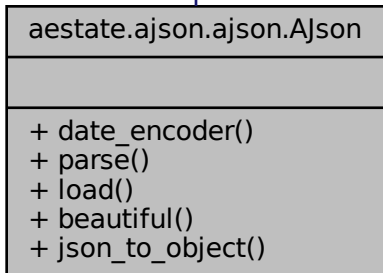 aestate.ajson.ajson.AJson
+ date_encoder()
+ parse()
+ load()
+ beautiful()
+ json_to_object()